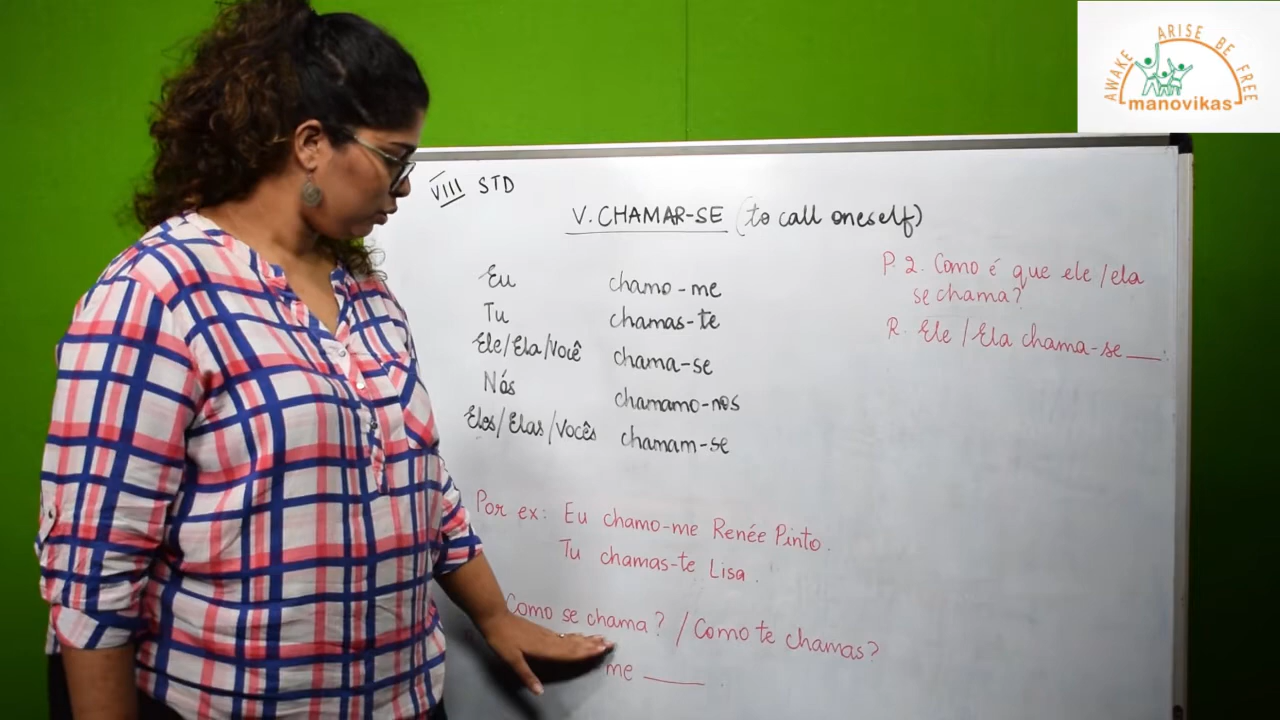 AWAKE ARISE BE FREE
manovikas
VIII STD
V. CHAMAR-SE (to call oneself)
Eu chamo-me
Tu chamas-te
Ele/Ela/Você chama-se
Nós chamamo-nos
Eles/Elas/Vocês chamam-se
P. 2. Como é que ele/ela
se chama?
R. Ele/Ela chama-se ___.
Por ex: Eu chamo-me Renée Pinto.
Tu chamas-te Lisa.
Como se chama? / Como te chamas?
me ____.